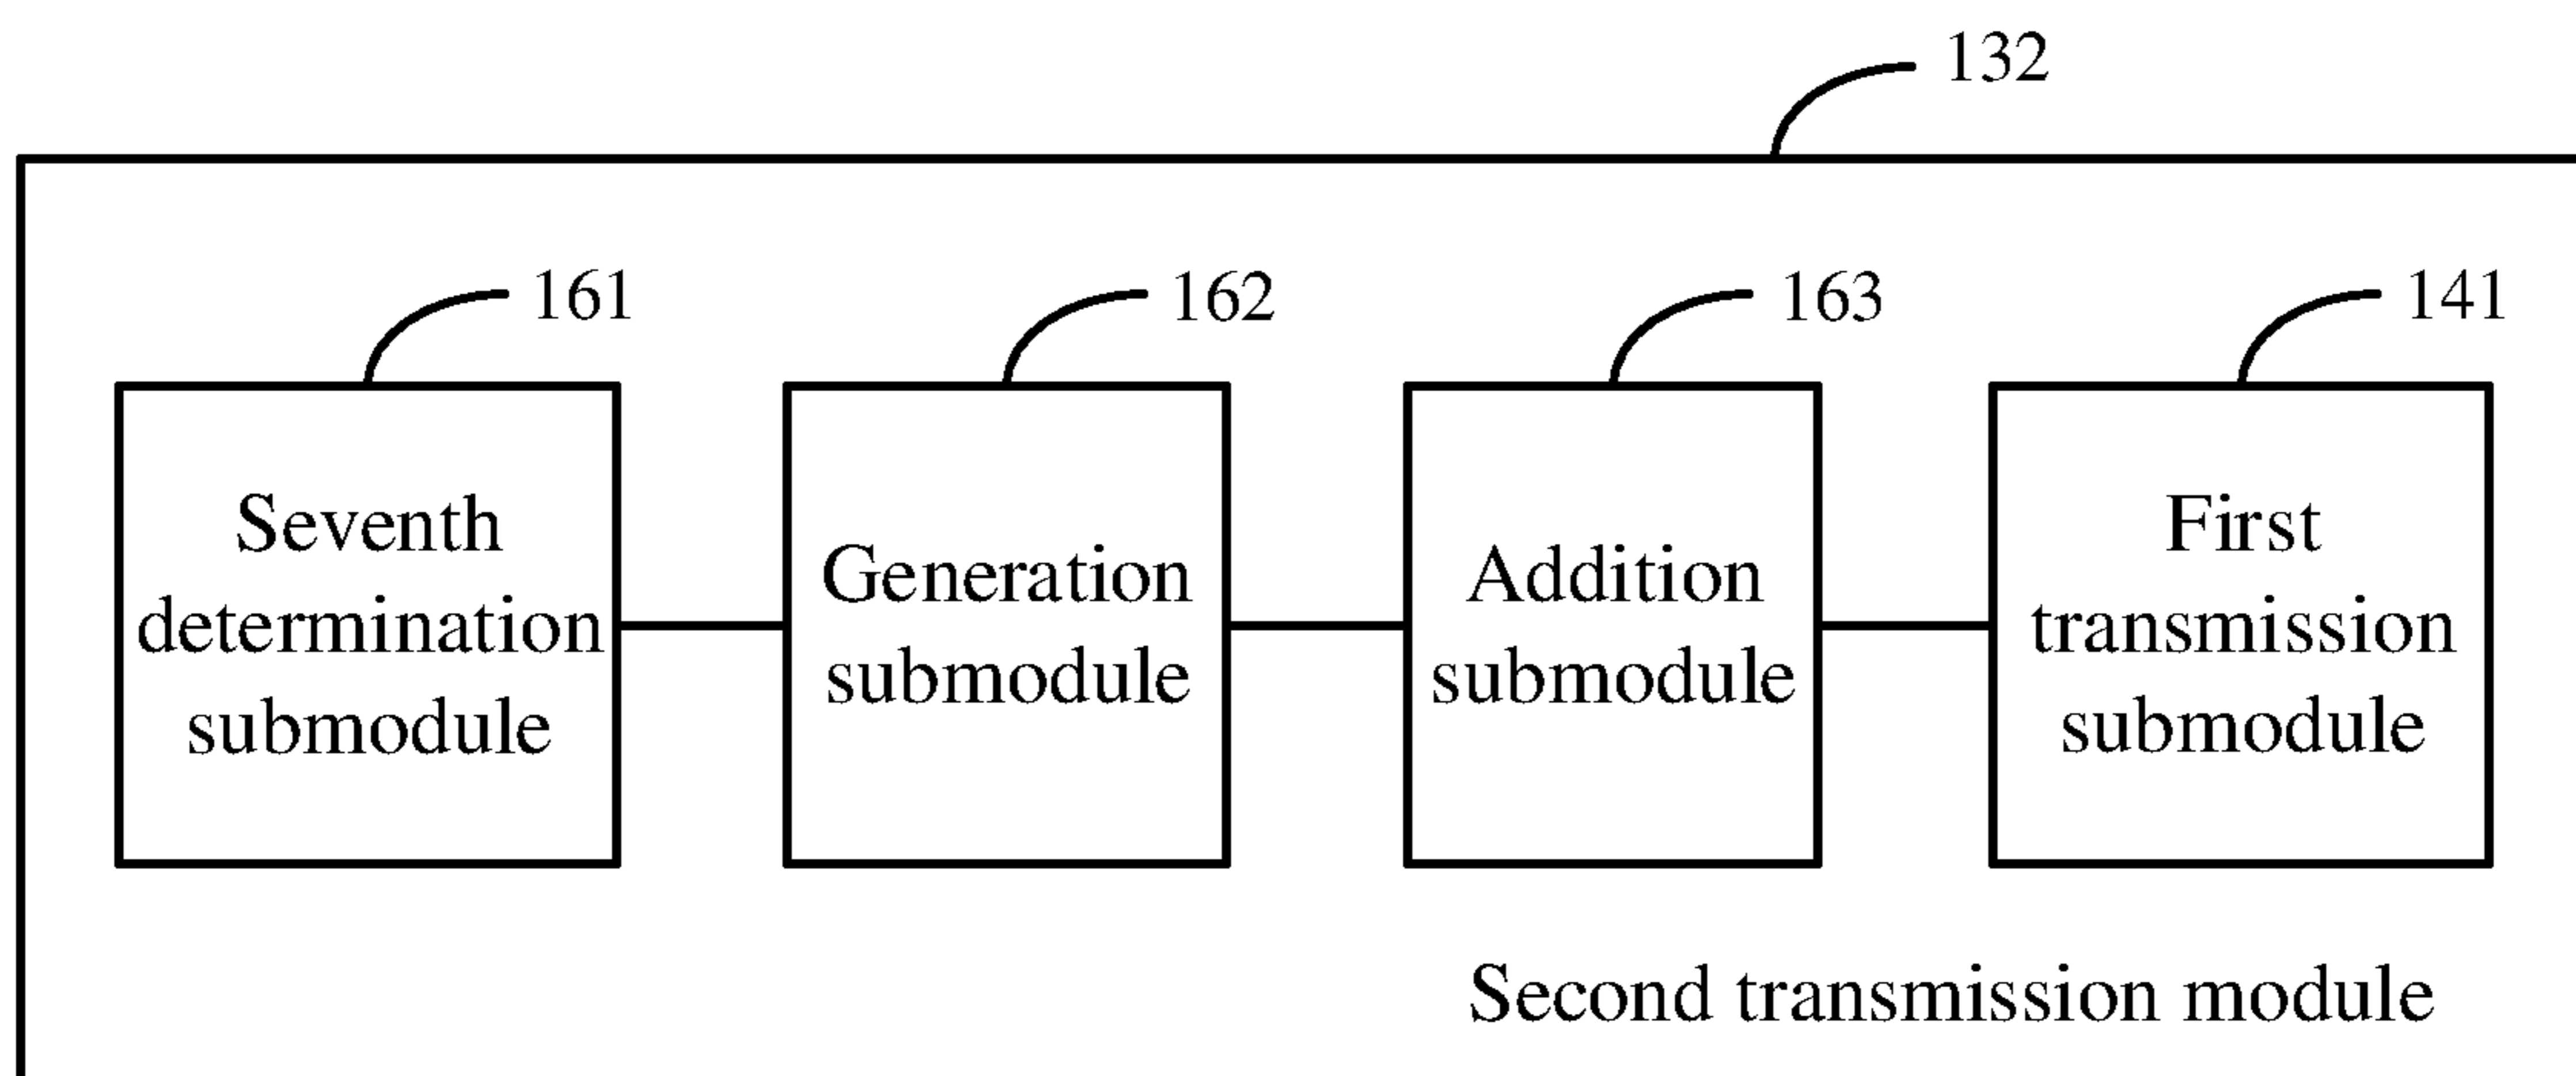 132
161
162
163
141
Seventh
determination
submodule
Generation
submodule
Addition
submodule
First
transmission
submodule
Second transmission module